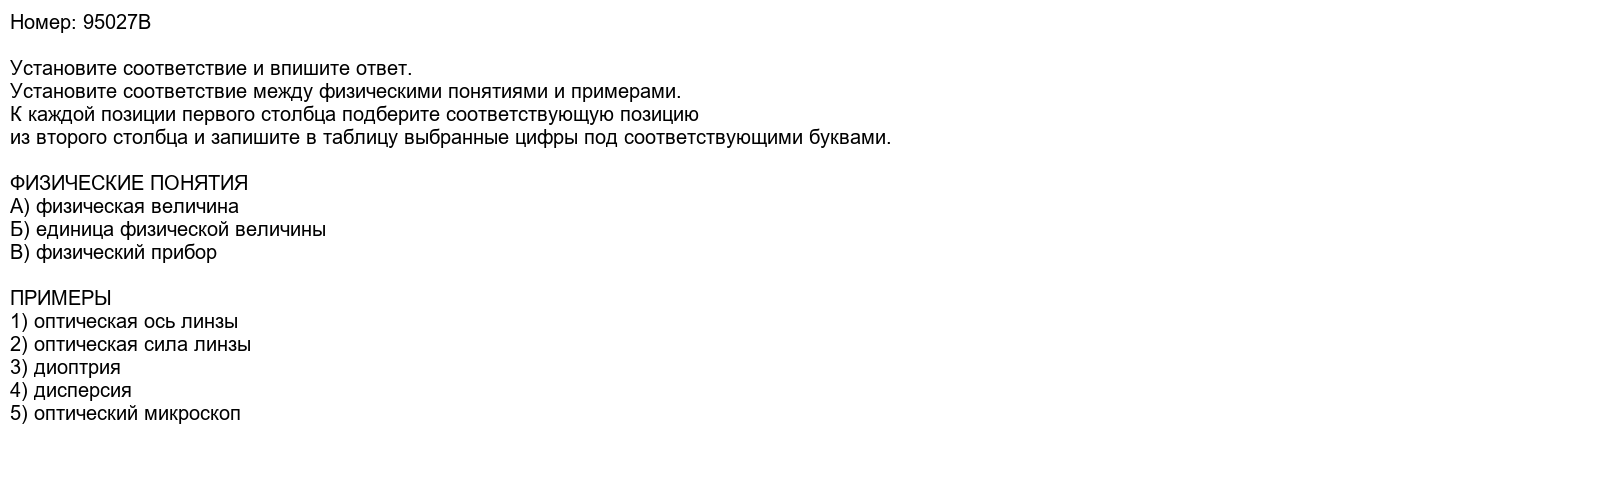 Номер: 95027B
Установите соответствие и впишите ответ.
Установите соответствие между физическими понятиями и примерами.
К каждой позиции первого столбца подберите соответствующую позицию
из второго столбца и запишите в таблицу выбранные цифры под соответствующими буквами.
ФИЗИЧЕСКИЕ ПОНЯТИЯ
А) физическая величина
Б) единица физической величины
В) физический прибор
ПРИМЕРЫ
1) оптическая ось линзы
2) оптическая сила линзы
3) диоптрия
4) дисперсия
5) оптический микроскоп